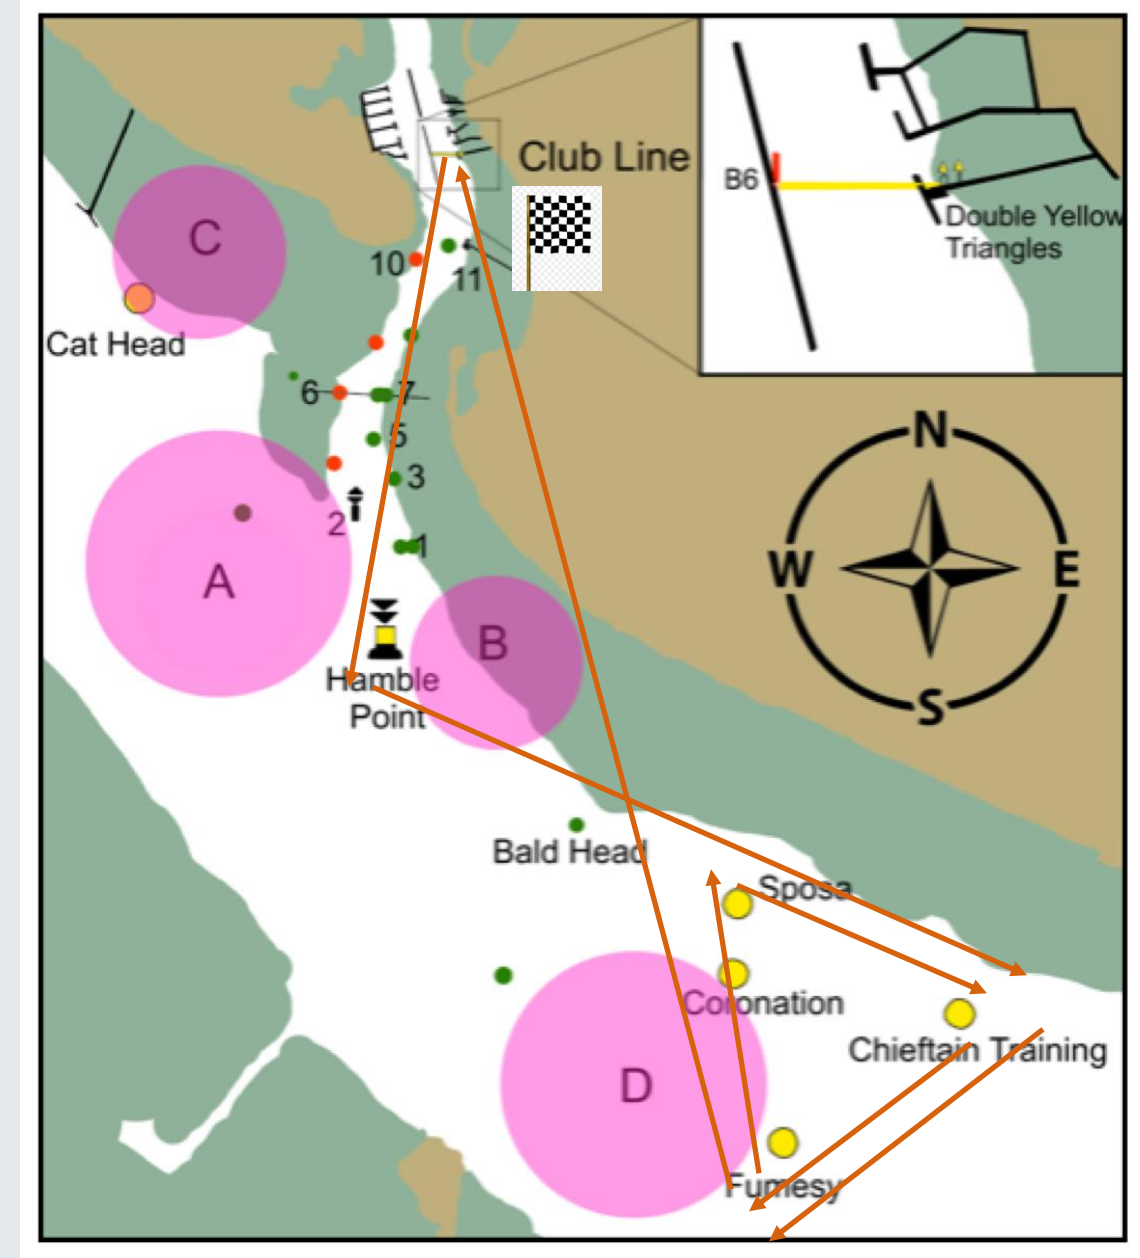 Club Line
B6
Double Yellow
Triangles
C
10
11
Cat Head
6
7
5
3
2
1
A
B
Hamble
Point
N
W
E
S
Bald Head
Sposa
Coronation
Chieftain Training
D
Fumesy